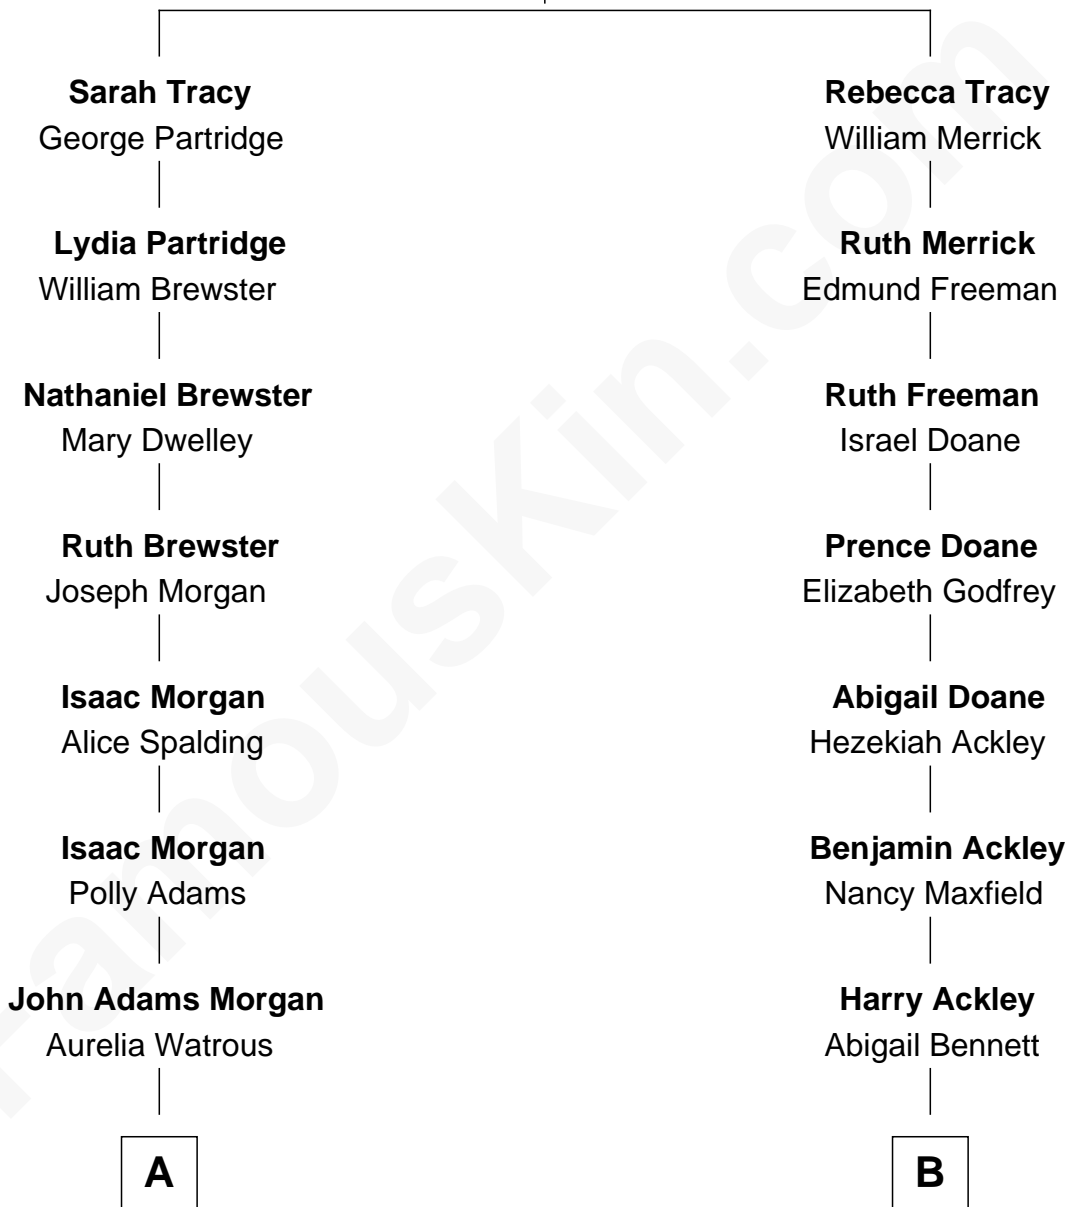 Sarah Tracy
George Partridge
Lydia Partridge
William Brewster
Nathaniel Brewster
Mary Dwelley
Ruth Brewster
Joseph Morgan
Isaac Morgan
Alice Spalding
Isaac Morgan
Polly Adams
John Adams Morgan
Aurelia Watrous
A
Rebecca Tracy
William Merrick
Ruth Merrick
Edmund Freeman
Ruth Freeman
Israel Doane
Prence Doane
Elizabeth Godfrey
Abigail Doane
Hezekiah Ackley
Benjamin Ackley
Nancy Maxfield
Harry Ackley
Abigail Bennett
B
FamousKin.com